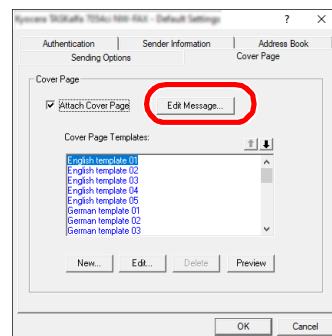 Kyocera TASKalfa 7054ci NW-FAX - Default Settings
? ×
Authentication Sender Information Address Book
Sending Options Cover Page
Cover Page
Attach Cover Page Edit Message...
Cover Page Templates:
English template 01
English template 02
English template 03
English template 04
English template 05
German template 01
German template 02
German template 03
New... Edit... Delete Preview
OK Cancel